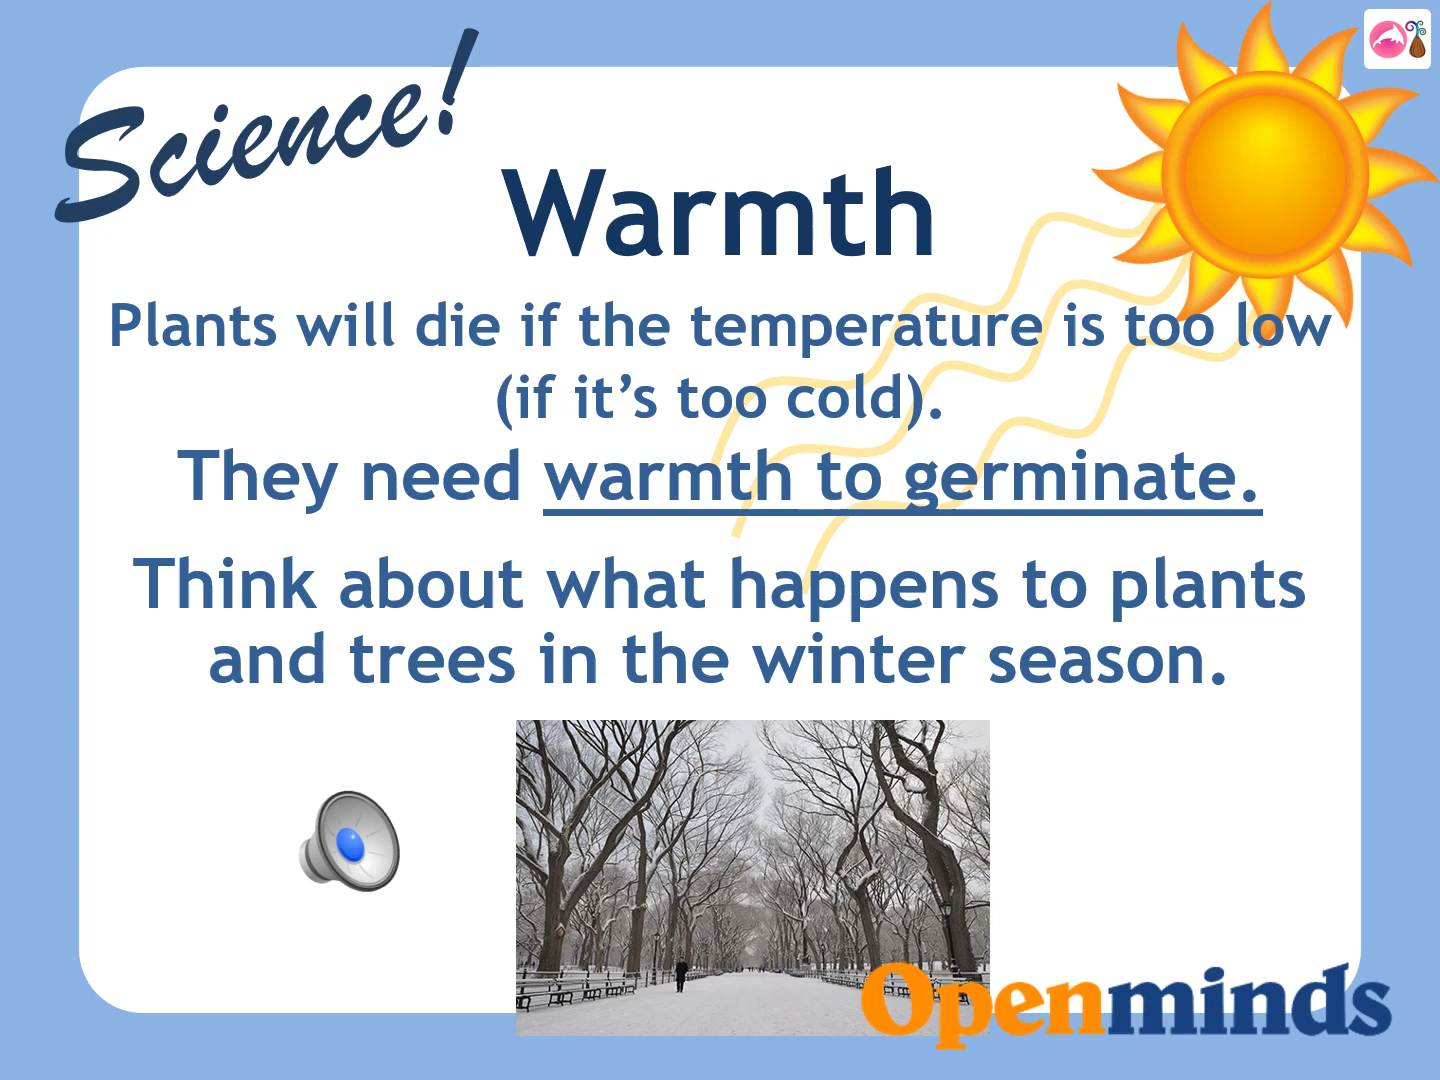 Science!
Warmth
Plants will die if the temperature is too low
(if it’s too cold).
They need warmth to germinate.
Think about what happens to plants
and trees in the winter season.
Openminds